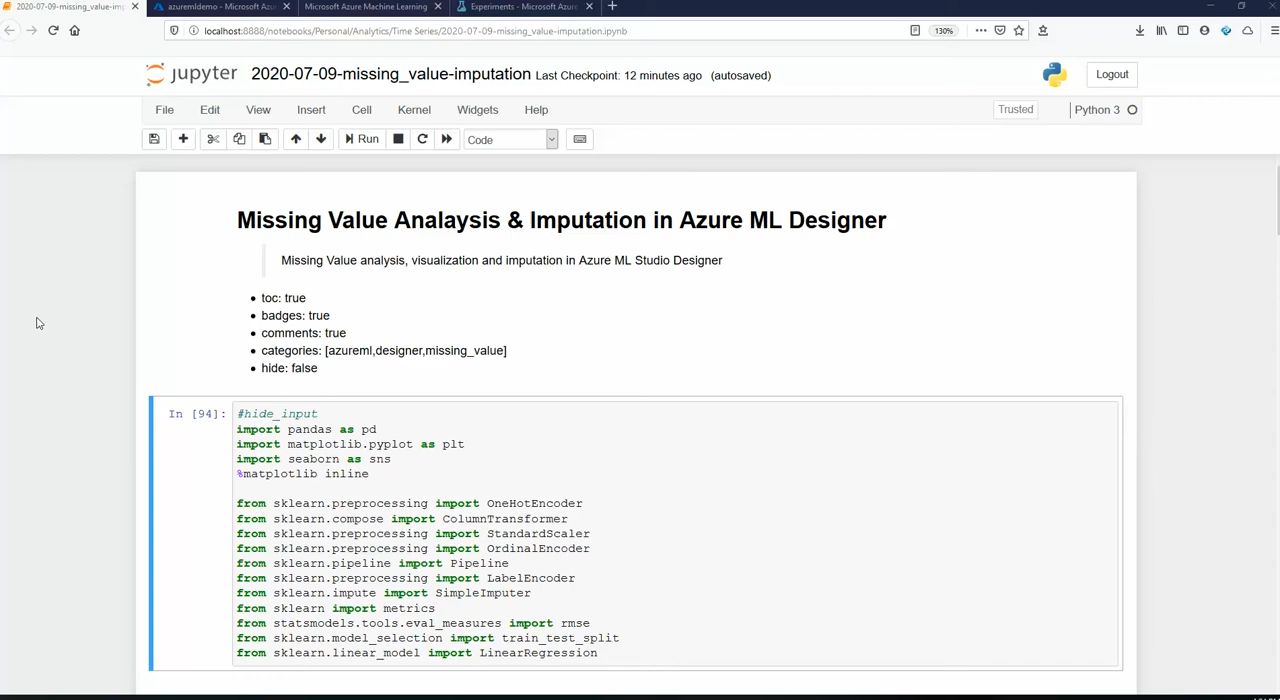 2020-07-09-missing_value-imp
azuremldemo - Microsoft Azu
Microsoft Azure Machine Learning
Experiments - Microsoft Azure
localhost:8888/notebooks/Personal/Analytics/Time Series/2020-07-09-missing_value-imputation.ipynb
130%
jupyter 2020-07-09-missing_value-imputation Last Checkpoint: 12 minutes ago (autosaved)
Logout
File Edit View Insert Cell Kernel Widgets Help
Trusted
Python 3
Run
Code
Missing Value Analaysis & Imputation in Azure ML Designer
Missing Value analysis, visualization and imputation in Azure ML Studio Designer
• toc: true
• badges: true
• comments: true
• categories: [azureml,designer,missing_value]
• hide: false
In [94]:
#hide_input
import pandas as pd
import matplotlib.pyplot as plt
import seaborn as sns
%matplotlib inline
from sklearn.preprocessing import OneHotEncoder
from sklearn.compose import ColumnTransformer
from sklearn.preprocessing import StandardScaler
from sklearn.preprocessing import OrdinalEncoder
from sklearn.pipeline import Pipeline
from sklearn.preprocessing import LabelEncoder
from sklearn.impute import SimpleImputer
from sklearn import metrics
from statsmodels.tools.eval_measures import rmse
from sklearn.model_selection import train_test_split
from sklearn.linear_model import LinearRegression